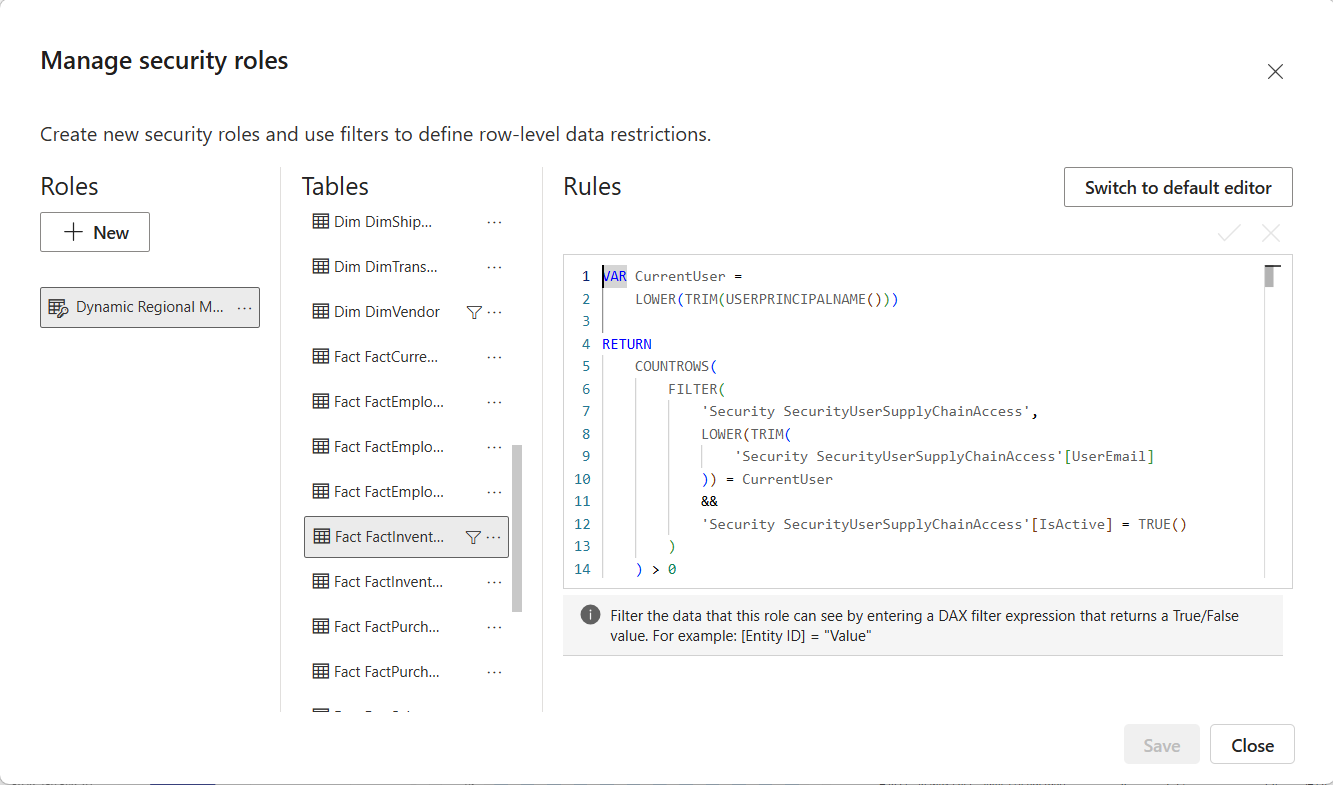 Manage security roles
Create new security roles and use filters to define row-level data restrictions.
Roles
New
Dynamic Regional M...
Tables
Dim DimShip...
Dim DimTrans...
Dim DimVendor
Fact FactCurre...
Fact FactEmplo...
Fact FactEmplo...
Fact FactEmplo...
Fact FactInvent...
Fact FactInvent...
Fact FactPurch...
Fact FactPurch...
Rules
Switch to default editor
1 VAR CurrentUser =
2 LOWER(TRIM(USERPRINCIPALNAME()))
3
4 RETURN
5 COUNTROWS(
6 FILTER(
7 'Security SecurityUserSupplyChainAccess',
8 LOWER(TRIM(
9 'Security SecurityUserSupplyChainAccess'[UserEmail]
10 )) = CurrentUser
11 &&
12 'Security SecurityUserSupplyChainAccess'[IsActive] = TRUE()
13 )
14 ) > 0
Filter the data that this role can see by entering a DAX filter expression that returns a True/False
value. For example: [Entity ID] = "Value"
Save
Close